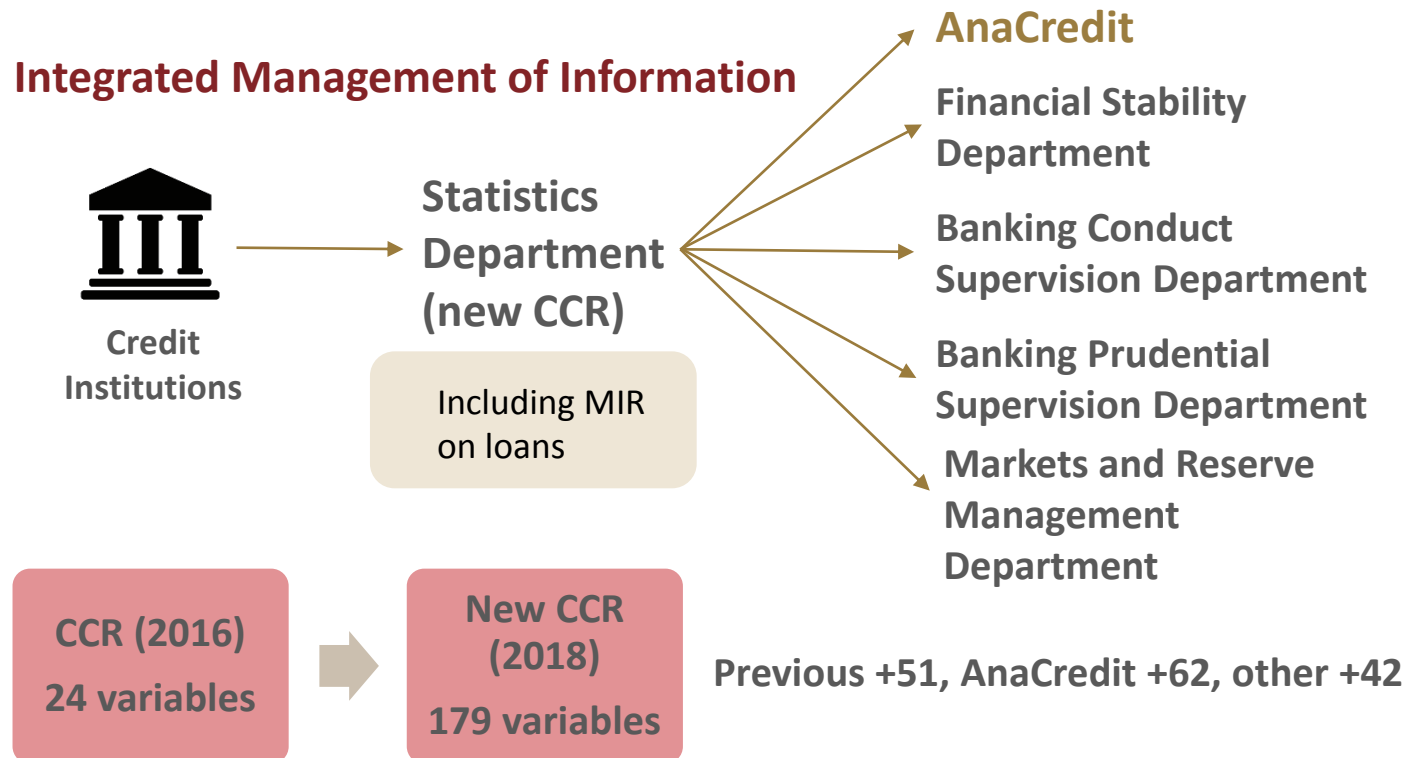 Integrated Management of Information
Credit
Institutions
Statistics
Department
(new CCR)
Including MIR
on loans
AnaCredit
Financial Stability
Department
Banking Conduct
Supervision Department
Banking Prudential
Supervision Department
Markets and Reserve
Management
Department
CCR (2016)
24 variables
New CCR
(2018)
179 variables
Previous +51, AnaCredit +62, other +42